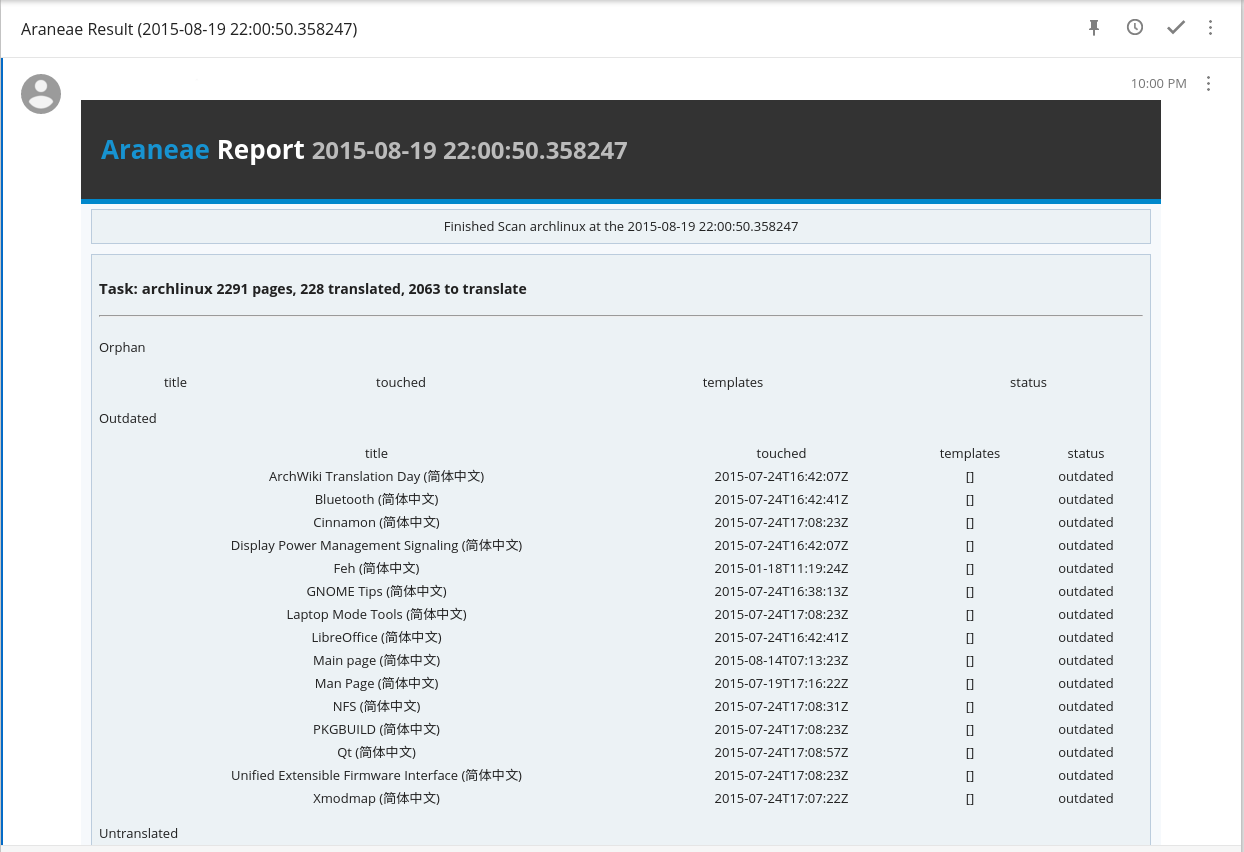 Araneae Result (2015-08-19 22:00:50.358247)
10:00 PM
Araneae Report 2015-08-19 22:00:50.358247
Finished Scan archlinux at the 2015-08-19 22:00:50.358247
Task: archlinux 2291 pages, 228 translated, 2063 to translate
Orphan
title touched templates status
Outdated
title touched templates status
ArchWiki Translation Day (简体中文) 2015-07-24T16:42:07Z [] outdated
Bluetooth (简体中文) 2015-07-24T16:42:41Z [] outdated
Cinnamon (简体中文) 2015-07-24T17:08:23Z [] outdated
Display Power Management Signaling (简体中文) 2015-07-24T16:42:07Z [] outdated
Feh (简体中文) 2015-01-18T11:19:24Z [] outdated
GNOME Tips (简体中文) 2015-07-24T16:38:13Z [] outdated
Laptop Mode Tools (简体中文) 2015-07-24T17:08:23Z [] outdated
LibreOffice (简体中文) 2015-07-24T16:42:41Z [] outdated
Main page (简体中文) 2015-08-14T07:13:23Z [] outdated
Man Page (简体中文) 2015-07-19T17:16:22Z [] outdated
NFS (简体中文) 2015-07-24T17:08:31Z [] outdated
PKGBUILD (简体中文) 2015-07-24T17:08:23Z [] outdated
Qt (简体中文) 2015-07-24T17:08:57Z [] outdated
Unified Extensible Firmware Interface (简体中文) 2015-07-24T17:08:23Z [] outdated
Xmodmap (简体中文) 2015-07-24T17:07:22Z [] outdated
Untranslated